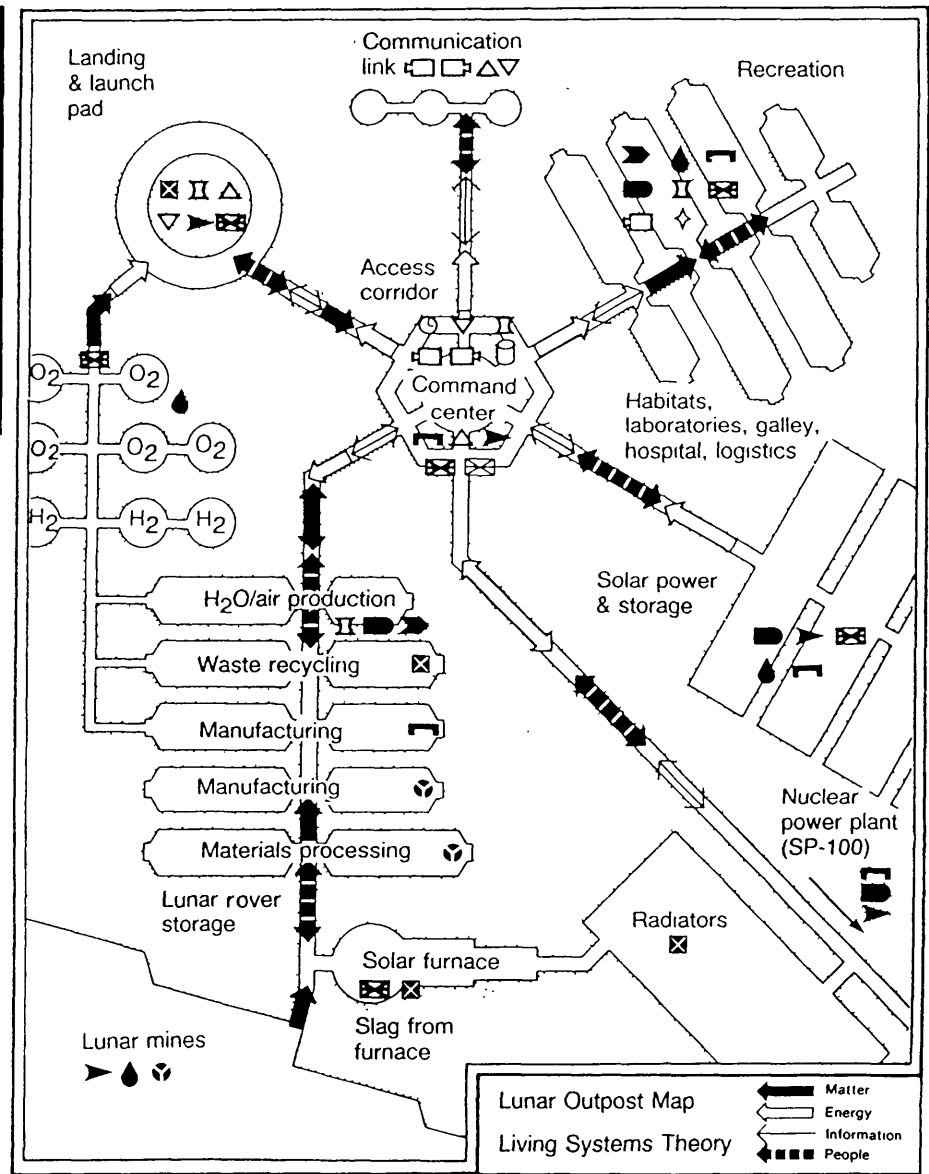 Landing
& launch
pad
Communication
link
Recreation
Access
corridor
Command
center
O2
O2
O2
O2
O2
H2
H2
H2
Habitats,
laboratories, galley,
hospital, logistics
Solar power
& storage
H2O/air production
Waste recycling
Manufacturing
Manufacturing
Materials processing
Lunar rover
storage
Nuclear
power plant
(SP-100)
Radiators
Solar furnace
Slag from
furnace
Lunar mines
Lunar Outpost Map
Living Systems Theory
Matter
Energy
Information
People